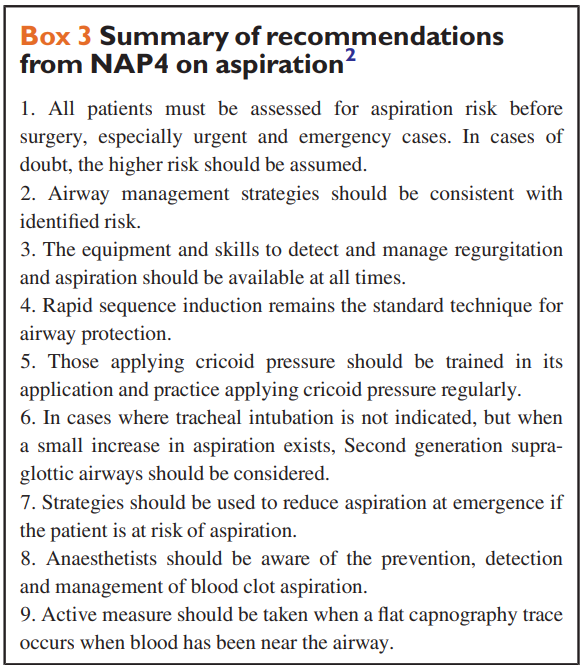 Box 3 Summary of recommendations
from NAP4 on aspiration2
1. All patients must be assessed for aspiration risk before
surgery, especially urgent and emergency cases. In cases of
doubt, the higher risk should be assumed.
2. Airway management strategies should be consistent with
identified risk.
3. The equipment and skills to detect and manage regurgitation
and aspiration should be available at all times.
4. Rapid sequence induction remains the standard technique for
airway protection.
5. Those applying cricoid pressure should be trained in its
application and practice applying cricoid pressure regularly.
6. In cases where tracheal intubation is not indicated, but when
a small increase in aspiration exists, Second generation supra-
glottic airways should be considered.
7. Strategies should be used to reduce aspiration at emergence if
the patient is at risk of aspiration.
8. Anaesthetists should be aware of the prevention, detection
and management of blood clot aspiration.
9. Active measure should be taken when a flat capnography trace
occurs when blood has been near the airway.